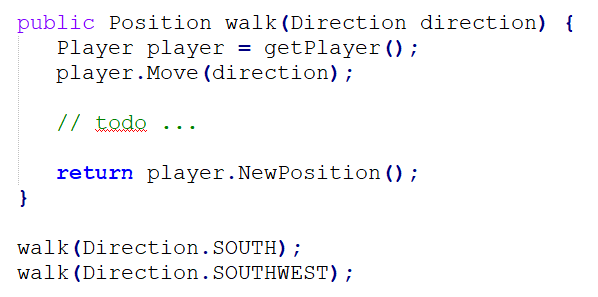 public Position walk(Direction direction) {
Player player = getPlayer();
player.Move(direction);
// todo ...
return player.NewPosition();
}
walk(Direction.SOUTH);
walk(Direction.SOUTHWEST);